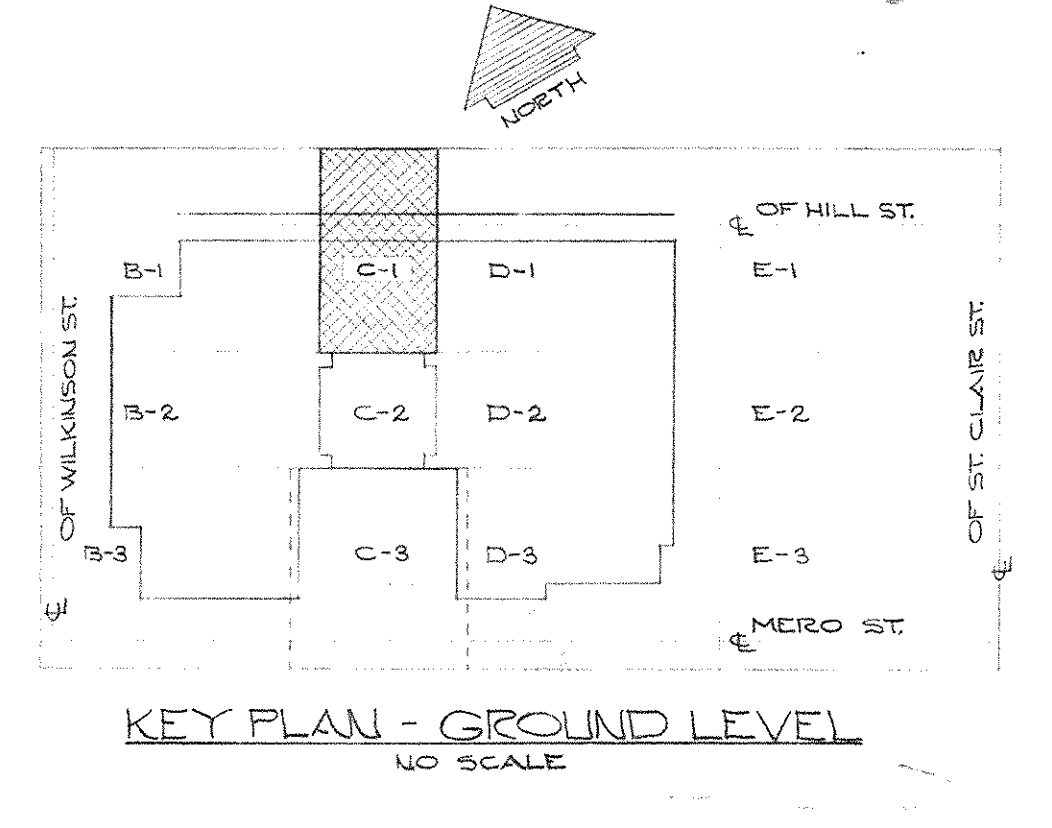 NORTH
℄ OF HILL ST.
B-1
C-1
D-1
E-1
℄ OF WILKINSON ST.
B-2
C-2
D-2
E-2
℄ OF ST. CLAIR ST.
B-3
C-3
D-3
E-3
℄ MERO ST.
KEY PLAN - GROUND LEVEL
NO SCALE